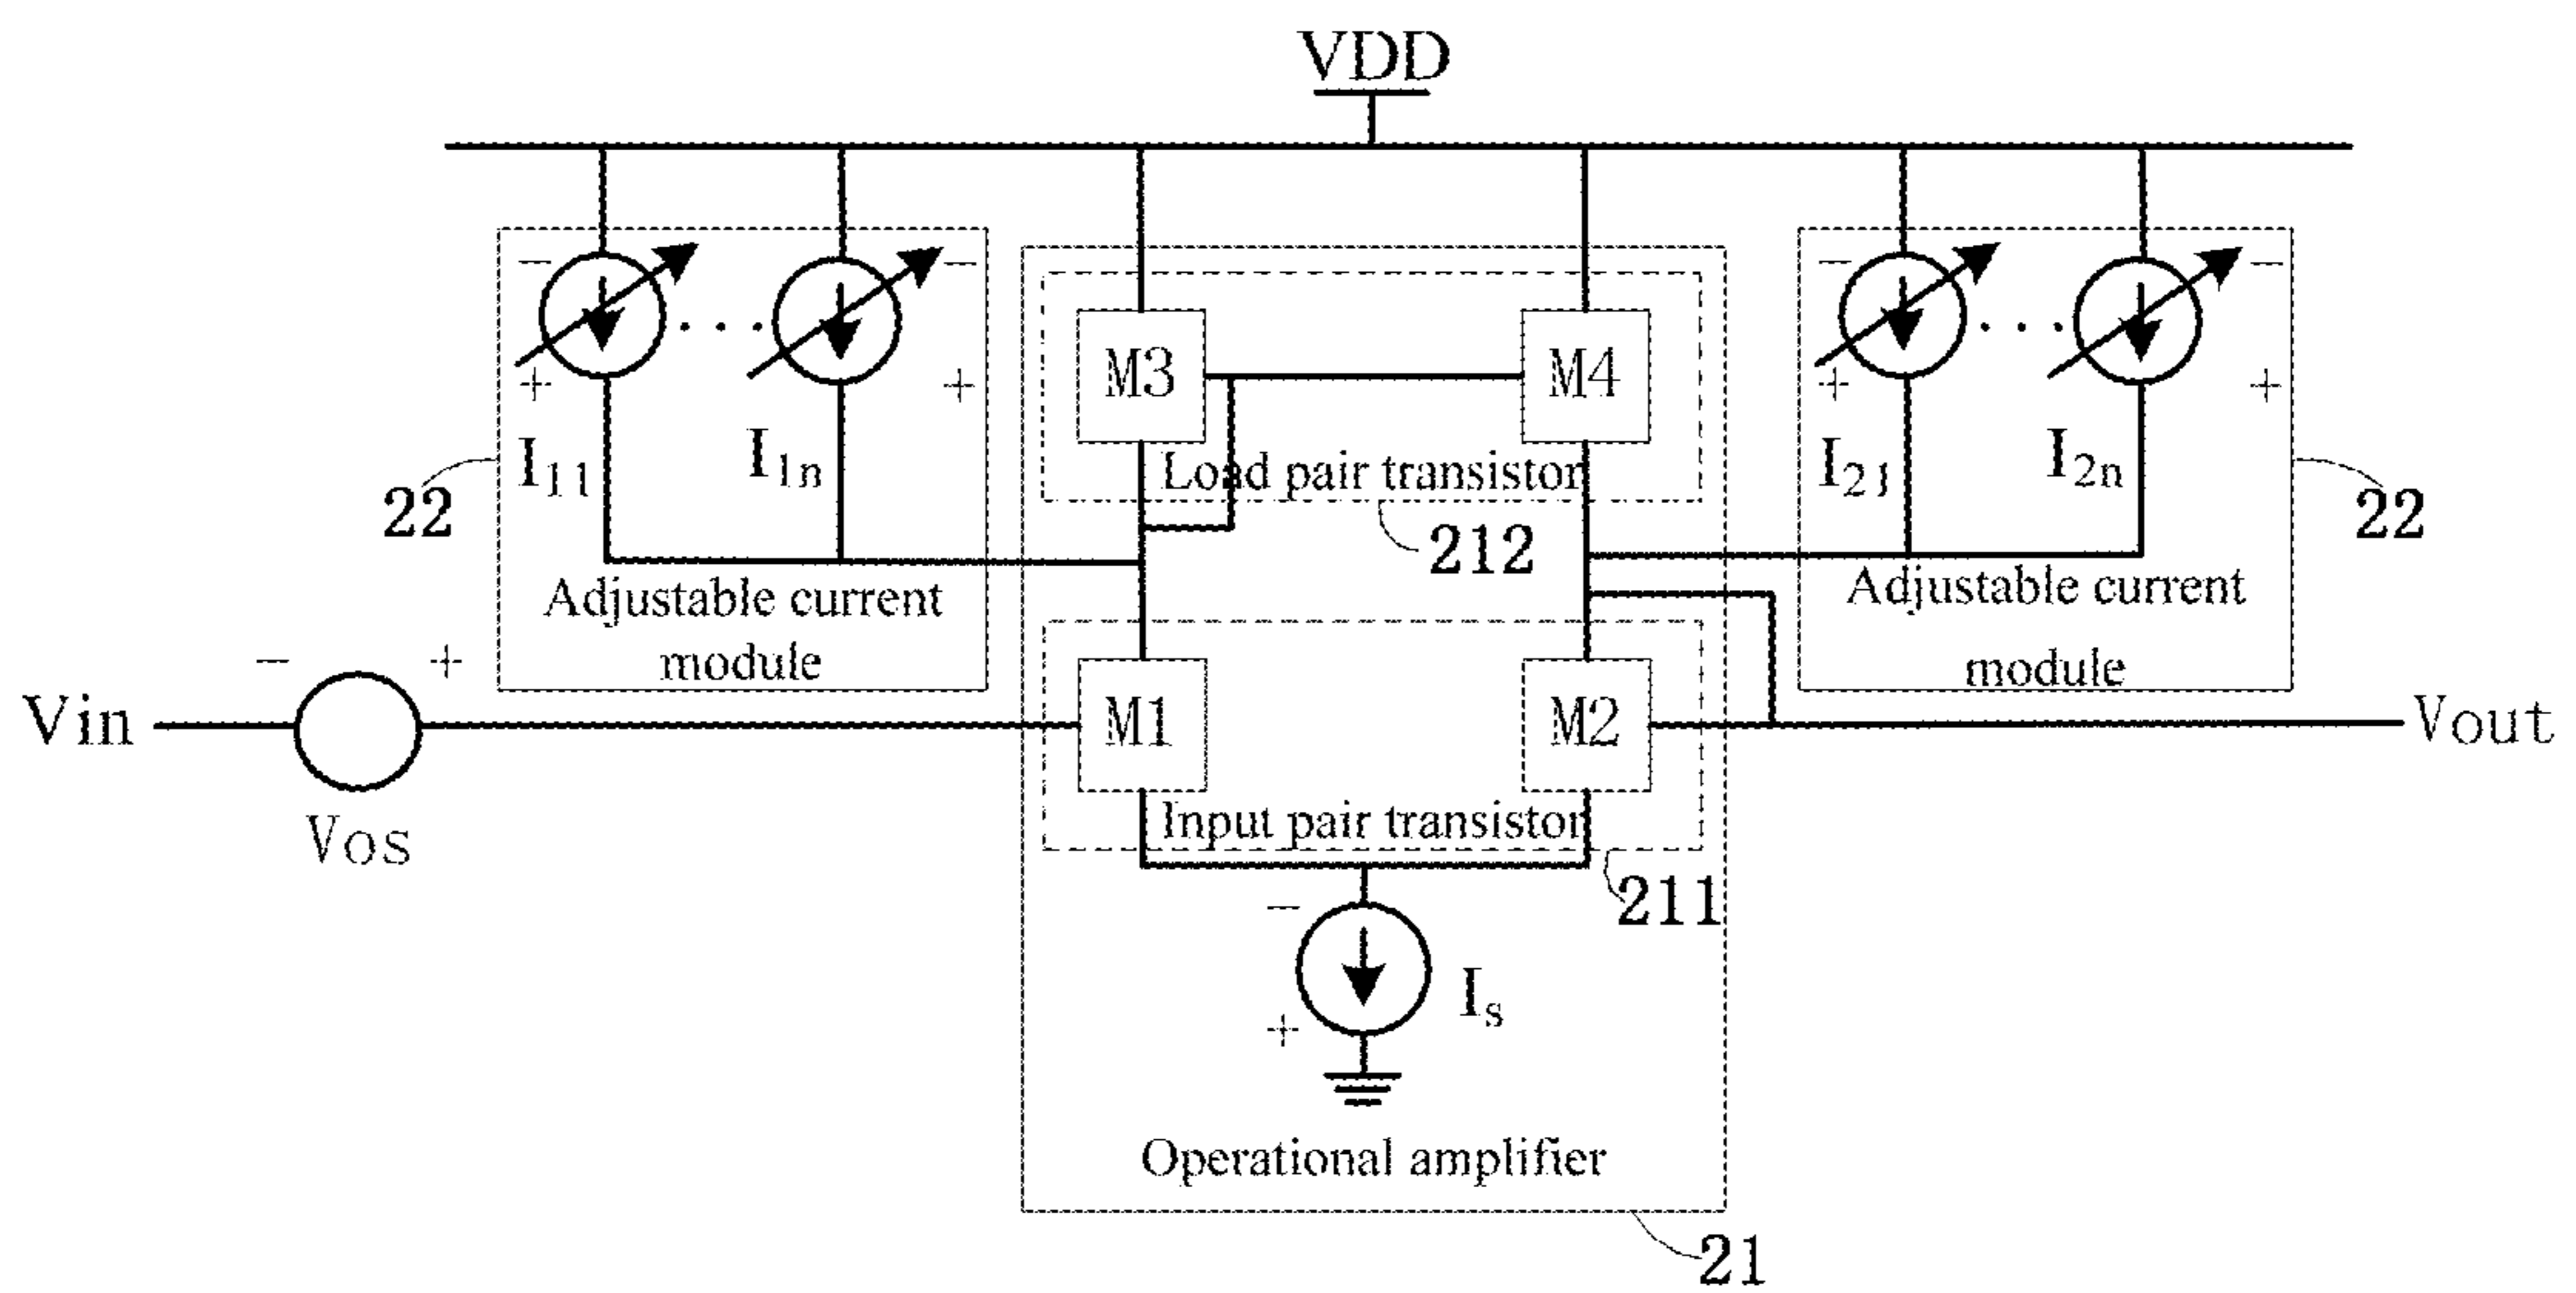 VDD
− − − −
M3 M4
+ + + +
I11 I1n I21 I2n
Load pair transistor
22 22
212
Adjustable current
module
Adjustable current
module
− +
Vin M1 M2 Vout
Vos Input pair transistor
211
−
Is
+
Operational amplifier
21